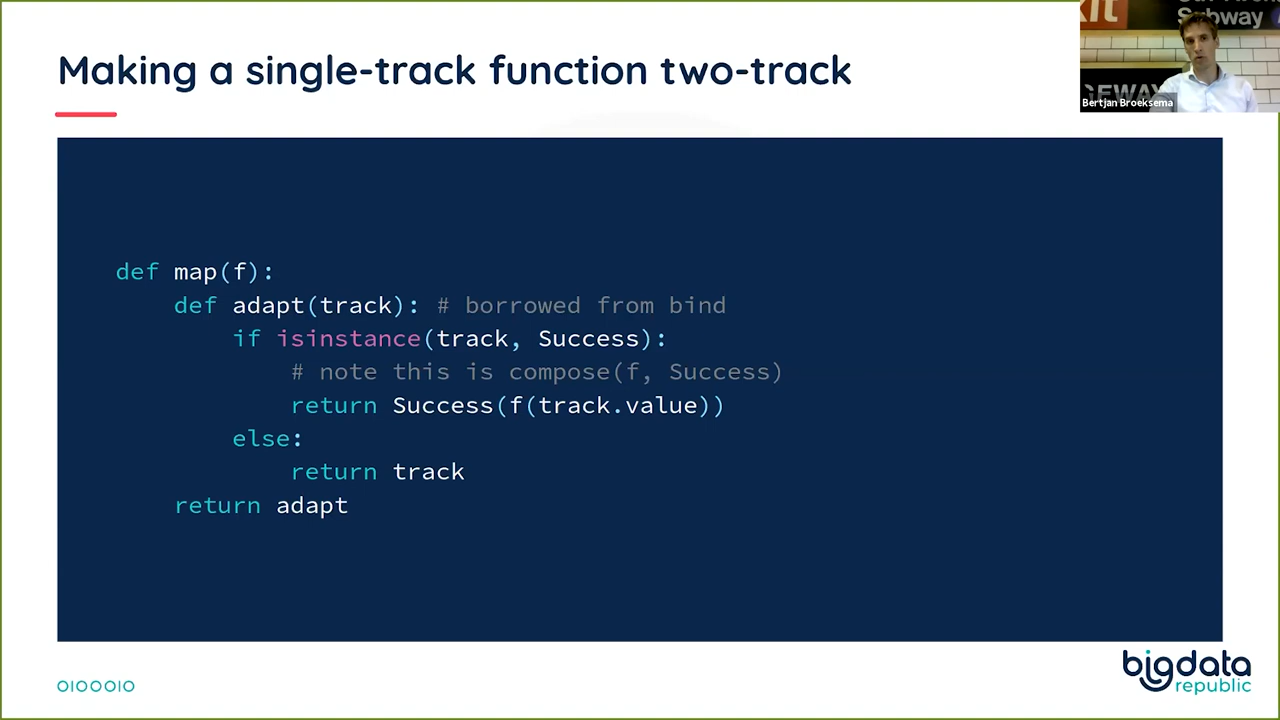 Making a single-track function two-track
def map(f):
    def adapt(track): # borrowed from bind
        if isinstance(track, Success):
            # note this is compose(f, Success)
            return Success(f(track.value))
        else:
            return track
    return adapt
Subway
Bertjan Broeksema
bigdata
republic
0100010